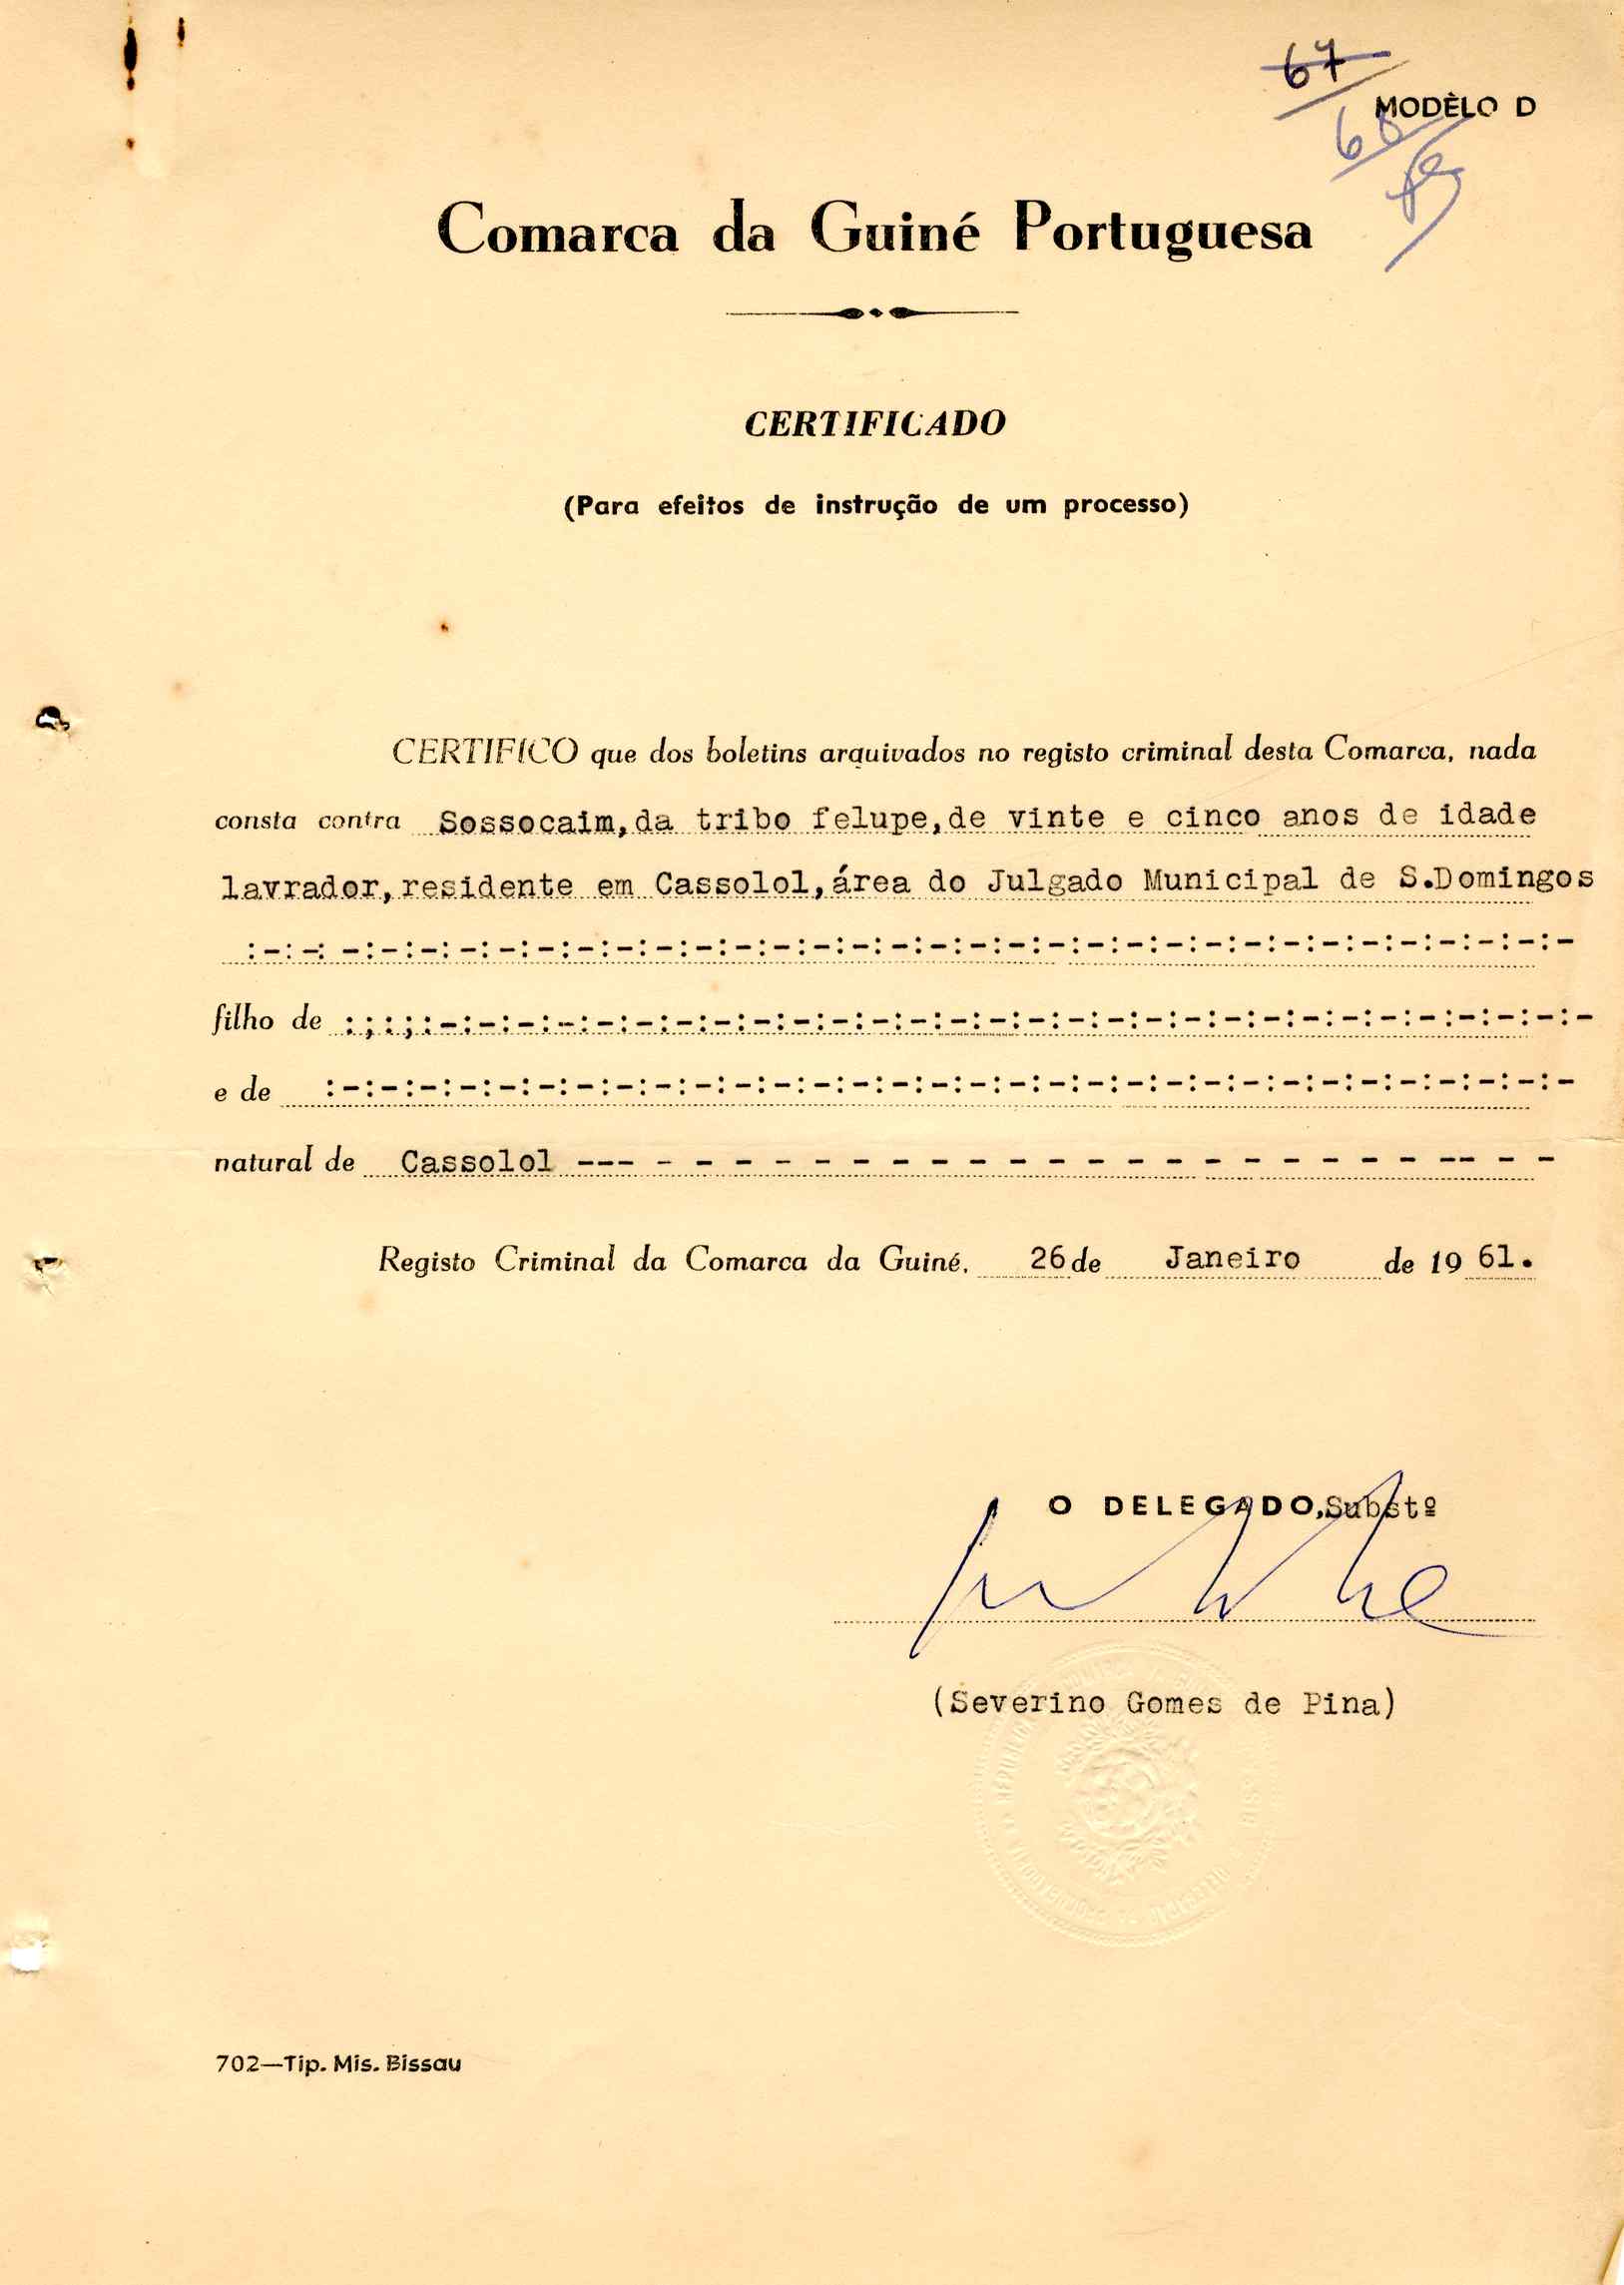 67
MODÈLO D
68
Comarca da Guiné Portuguesa
CERTIFICADO
(Para efeitos de instrução de um processo)
CERTIFICO que dos boletins arquivados no registo criminal desta Comarca, nada
consta contra Sossocaim, da tribo felupe, de vinte e cinco anos de idade
lavrador, residente em Cassolol, área do Julgado Municipal de S.Domingos
:-:-: -:-:-:-:-:-:-:-:-:-:-:-:-:-:-:-:-:-:-:-:-:-:-:-:-:-:-:-:-:-:-
filho de :;:;:-:-:-:-:-:-:-:-:-:-:-:-:-:-:-:-:-:-:-:-:-:-:-:-:-:-:-:-:-:-
e de :-:-:-:-:-:-:-:-:-:-:-:-:-:-:-:-:-:-:-:-:-:-:-:-:-:-:-:-:-:-:-:-
natural de Cassolol --- - - - - - - - - - - - - - - - - - - - - -- - -
Registo Criminal da Comarca da Guiné, 26 de Janeiro de 19 61.
O DELEGADO, Substº
(Severino Gomes de Pina)
702—Tip. Mis. Bissau